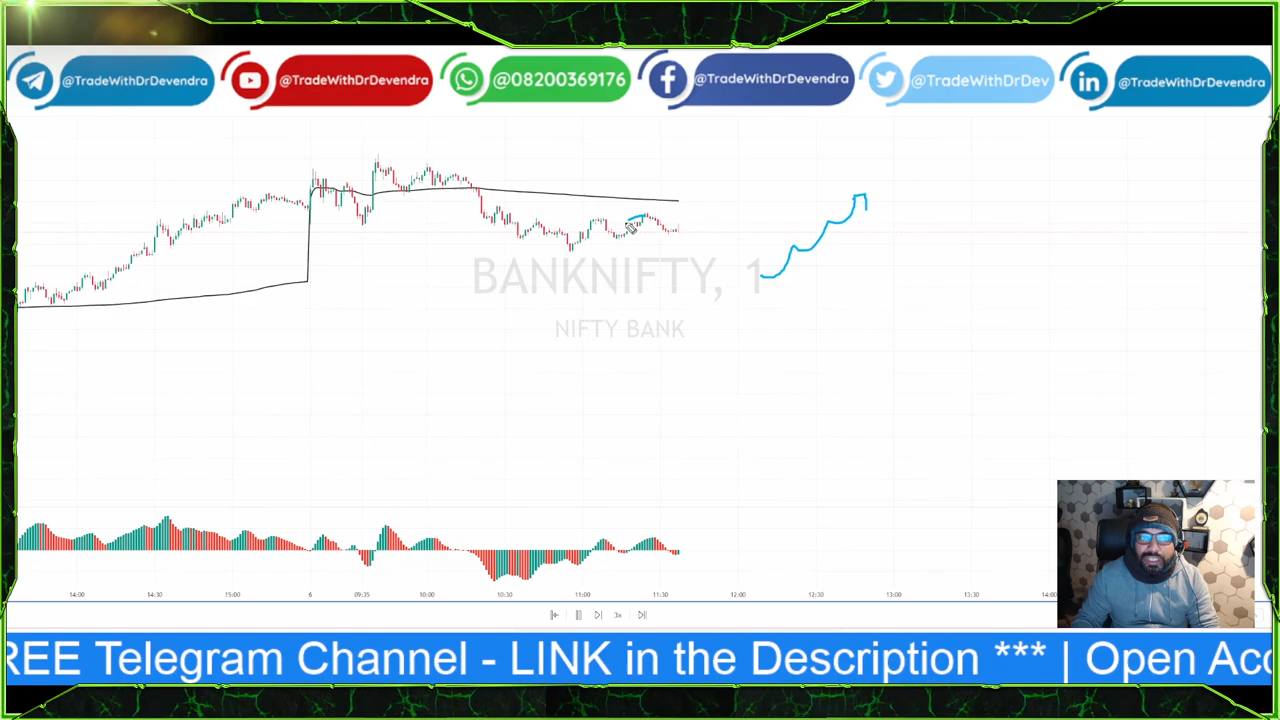 @TradeWithDrDevendra
@TradeWithDrDevendra
@08200369176
@TradeWithDrDevendra
@TradeWithDrDev
@TradeWithDrDevendra
BANKNIFTY, 1
NIFTY BANK
14:00 14:30 15:00 6 09:35 10:00 10:30 11:00 11:30 12:00 12:30 13:00 13:30 14:00
3x
REE Telegram Channel - LINK in the Description *** | Open Acc